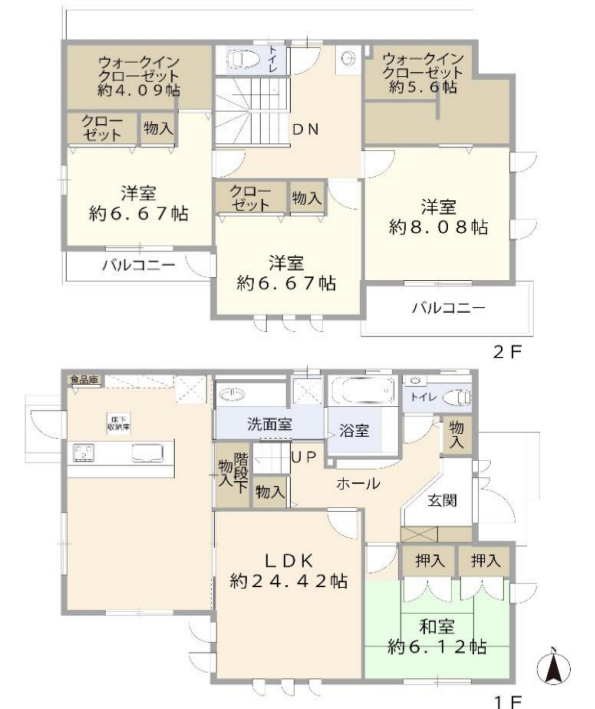 ウォークイン
クローゼット
約4.09帖
トイレ
ウォークイン
クローゼット
約5.6帖
クロー
ゼット
物入
DN
洋室
約6.67帖
クロー
ゼット
物入
洋室
約8.08帖
洋室
約6.67帖
バルコニー
バルコニー
2F
食品庫
床下
収納庫
洗面室
浴室
トイレ
物入
階段下
物入
UP
物入
ホール
玄関
LDK
約24.42帖
押入
押入
和室
約6.12帖
N
1F